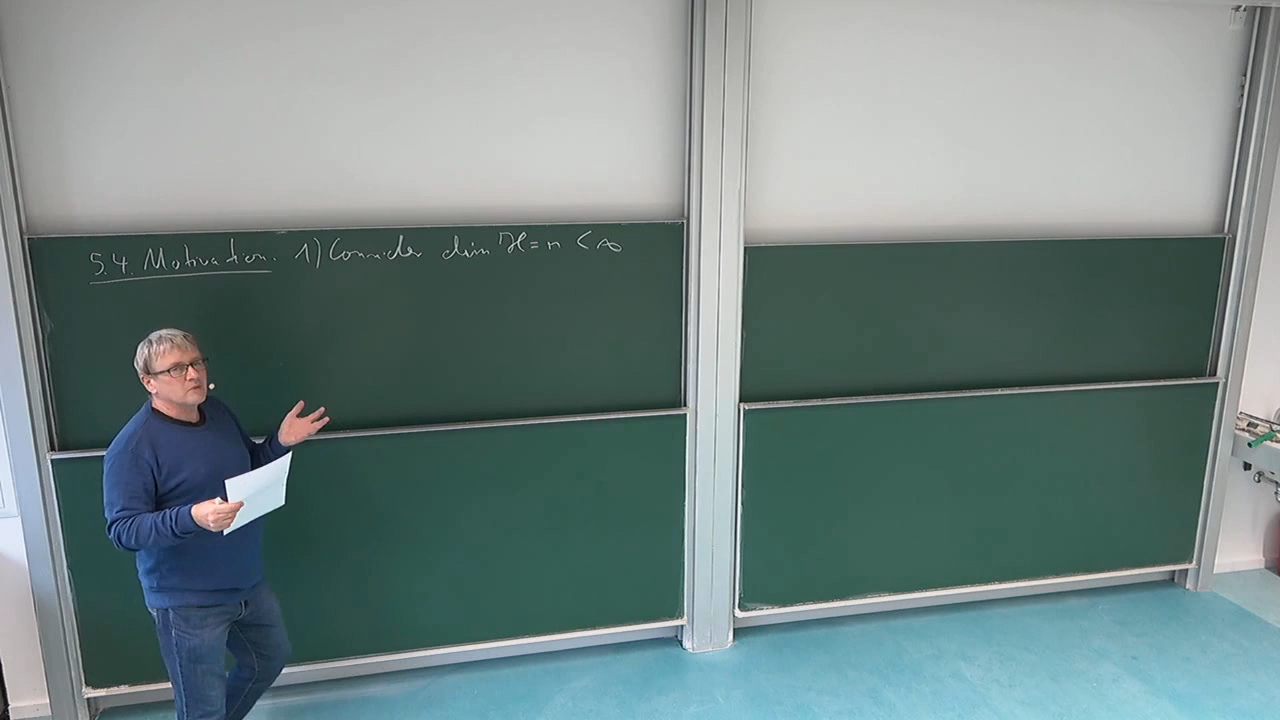 5.4. Motivation. 1) Consider dim ℋ = n < ∞